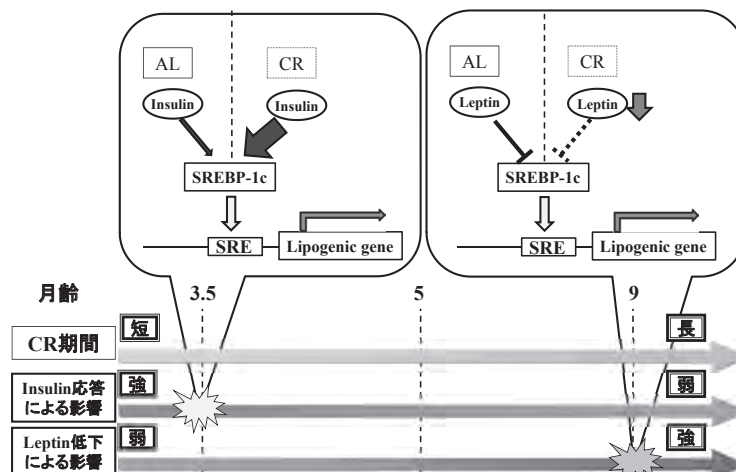 AL CR
Insulin Insulin
SREBP-1c
SRE Lipogenic gene
AL CR
Leptin Leptin
SREBP-1c
SRE Lipogenic gene
月齢 3.5 5 9
CR期間 短 長
Insulin応答 強 弱
による影響
Leptin低下 弱 強
による影響